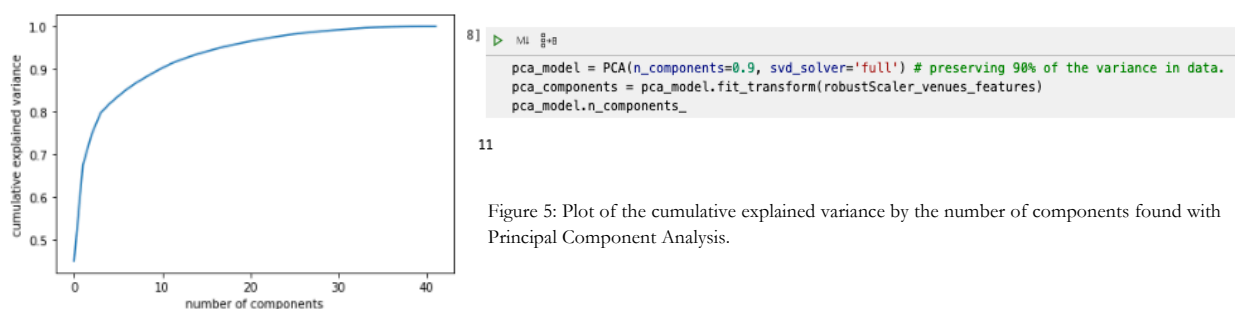 1.0
0.9
0.8
0.7
0.6
0.5
cumulative explained variance
0 10 20 30 40
number of components
8]
M↓
pca_model = PCA(n_components=0.9, svd_solver='full') # preserving 90% of the variance in data.
pca_components = pca_model.fit_transform(robustScaler_venues_features)
pca_model.n_components_
11
Figure 5: Plot of the cumulative explained variance by the number of components found with
Principal Component Analysis.